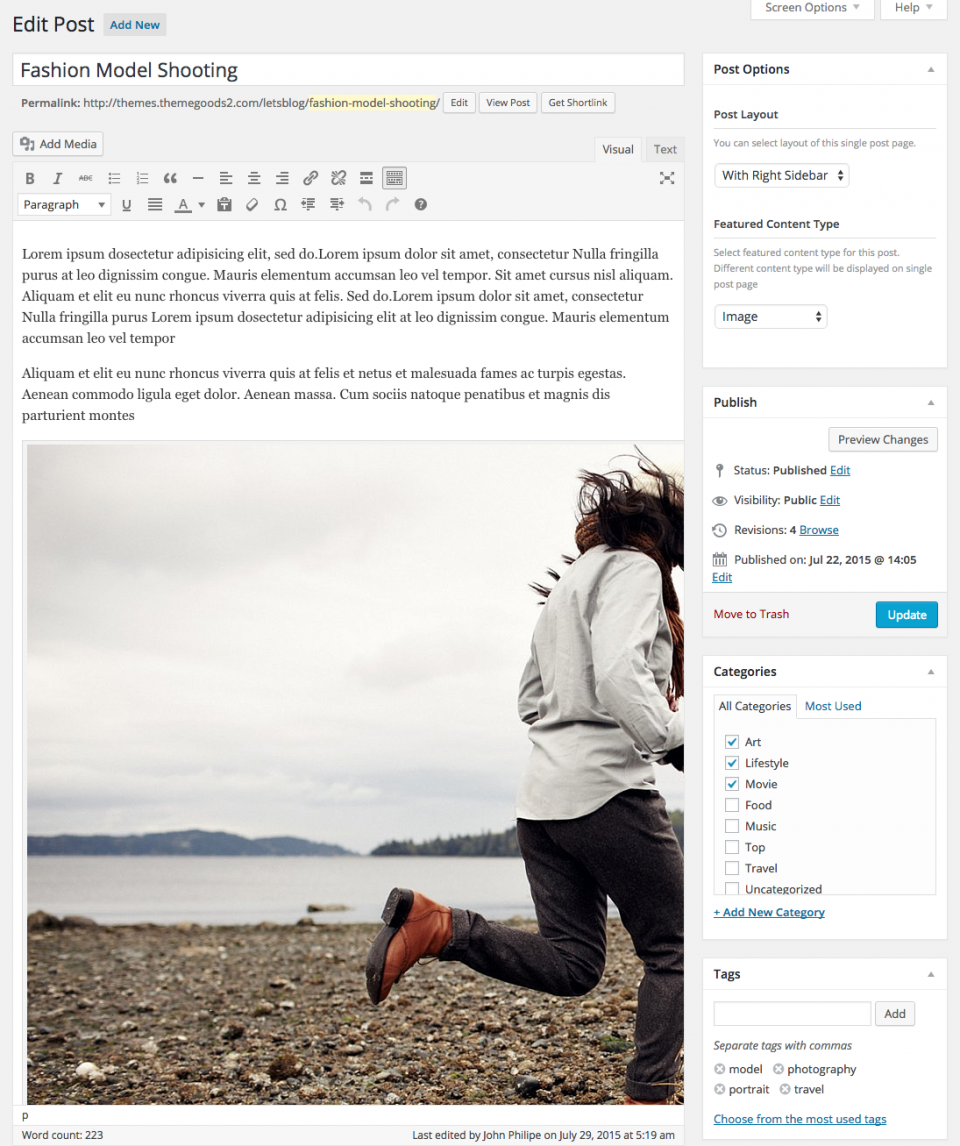 Screen Options Help
Edit Post Add New
Fashion Model Shooting
Permalink: http://themes.themegoods2.com/letsblog/fashion-model-shooting/ Edit View Post Get Shortlink
Add Media
Visual Text
B I ABC
Paragraph U A
Lorem ipsum dosectetur adipisicing elit, sed do.Lorem ipsum dolor sit amet, consectetur Nulla fringilla
purus at leo dignissim congue. Mauris elementum accumsan leo vel tempor. Sit amet cursus nisl aliquam.
Aliquam et elit eu nunc rhoncus viverra quis at felis. Sed do.Lorem ipsum dolor sit amet, consectetur
Nulla fringilla purus Lorem ipsum dosectetur adipisicing elit at leo dignissim congue. Mauris elementum
accumsan leo vel tempor
Aliquam et elit eu nunc rhoncus viverra quis at felis et netus et malesuada fames ac turpis egestas.
Aenean commodo ligula eget dolor. Aenean massa. Cum sociis natoque penatibus et magnis dis
parturient montes
p
Word count: 223 Last edited by John Philipe on July 29, 2015 at 5:19 am
Post Options
Post Layout
You can select layout of this single post page.
With Right Sidebar
Featured Content Type
Select featured content type for this post.
Different content type will be displayed on single
post page
Image
Publish
Preview Changes
Status: Published Edit
Visibility: Public Edit
Revisions: 4 Browse
Published on: Jul 22, 2015 @ 14:05
Edit
Move to Trash Update
Categories
All Categories Most Used
Art
Lifestyle
Movie
Food
Music
Top
Travel
Uncategorized
+ Add New Category
Tags
Add
Separate tags with commas
model photography
portrait travel
Choose from the most used tags